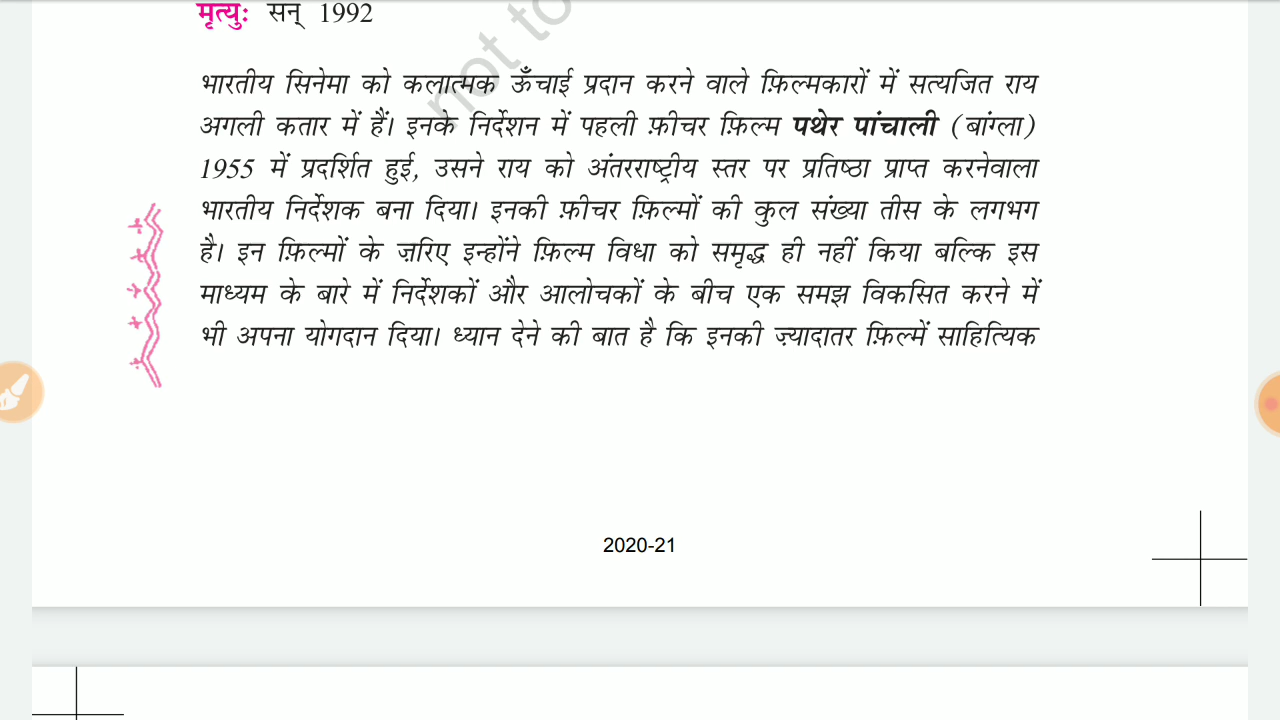 मृत्युः सन् 1992
not to
भारतीय सिनेमा को कलात्मक ऊँचाई प्रदान करने वाले फ़िल्मकारों में सत्यजित राय
अगली कतार में हैं। इनके निर्देशन में पहली फ़ीचर फ़िल्म पथेर पांचाली (बांग्ला)
1955 में प्रदर्शित हुई, उसने राय को अंतरराष्ट्रीय स्तर पर प्रतिष्ठा प्राप्त करनेवाला
भारतीय निर्देशक बना दिया। इनकी फ़ीचर फ़िल्मों की कुल संख्या तीस के लगभग
है। इन फ़िल्मों के ज़रिए इन्होंने फ़िल्म विधा को समृद्ध ही नहीं किया बल्कि इस
माध्यम के बारे में निर्देशकों और आलोचकों के बीच एक समझ विकसित करने में
भी अपना योगदान दिया। ध्यान देने की बात है कि इनकी ज़्यादातर फ़िल्में साहित्यिक
2020-21